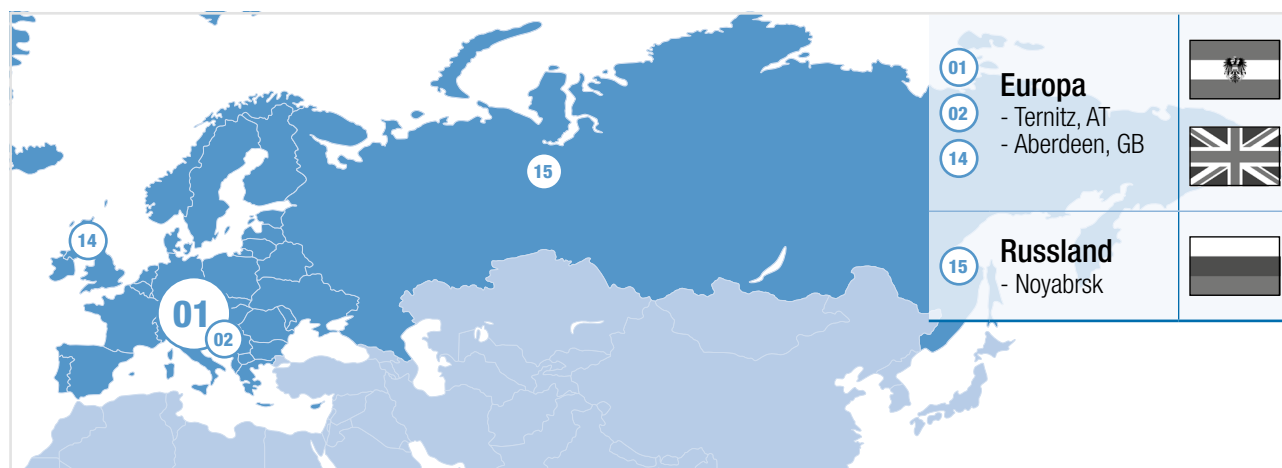 15
14
01
02
01
02
14
Europa
- Ternitz, AT
- Aberdeen, GB
15
Russland
- Noyabrsk